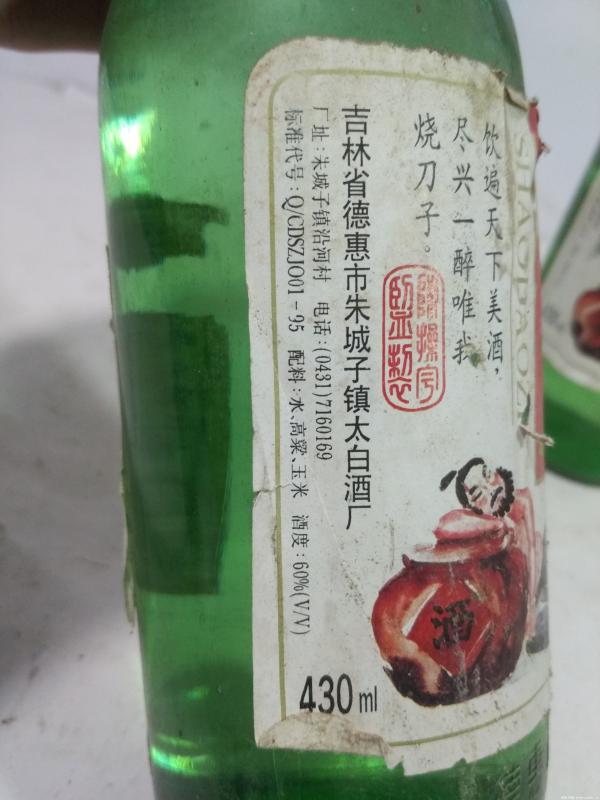 饮遍天下美酒，
尽兴一醉唯我
烧刀子。
SHAODAOZ
吉林省德惠市朱城子镇太白酒厂
厂址：朱城子镇沿河村 电话：(0431)7160169
标准代号：Q/CDSZJ001-95 配料：水、高粱、玉米 酒度：60%(V/V)
酒
430ml